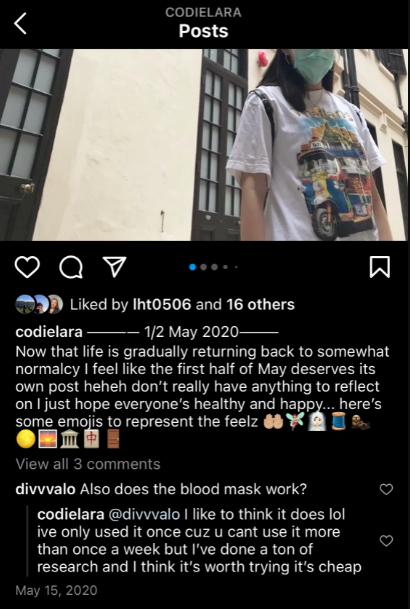 CODIELARA
Posts
Liked by lht0506 and 16 others
codielara ———— 1/2 May 2020———
Now that life is gradually returning back to somewhat
normalcy I feel like the first half of May deserves its
own post heheh don't really have anything to reflect
on I just hope everyone's healthy and happy... here's
some emojis to represent the feelz 🤲🏼🧚🏼👰🏻🧵🦦
🌕🌅🏛️🀄🚪
View all 3 comments
divvvalo Also does the blood mask work?
codielara @divvvalo I like to think it does lol
ive only used it once cuz u cant use it more
than once a week but I've done a ton of
research and I think it's worth trying it's cheap
May 15, 2020